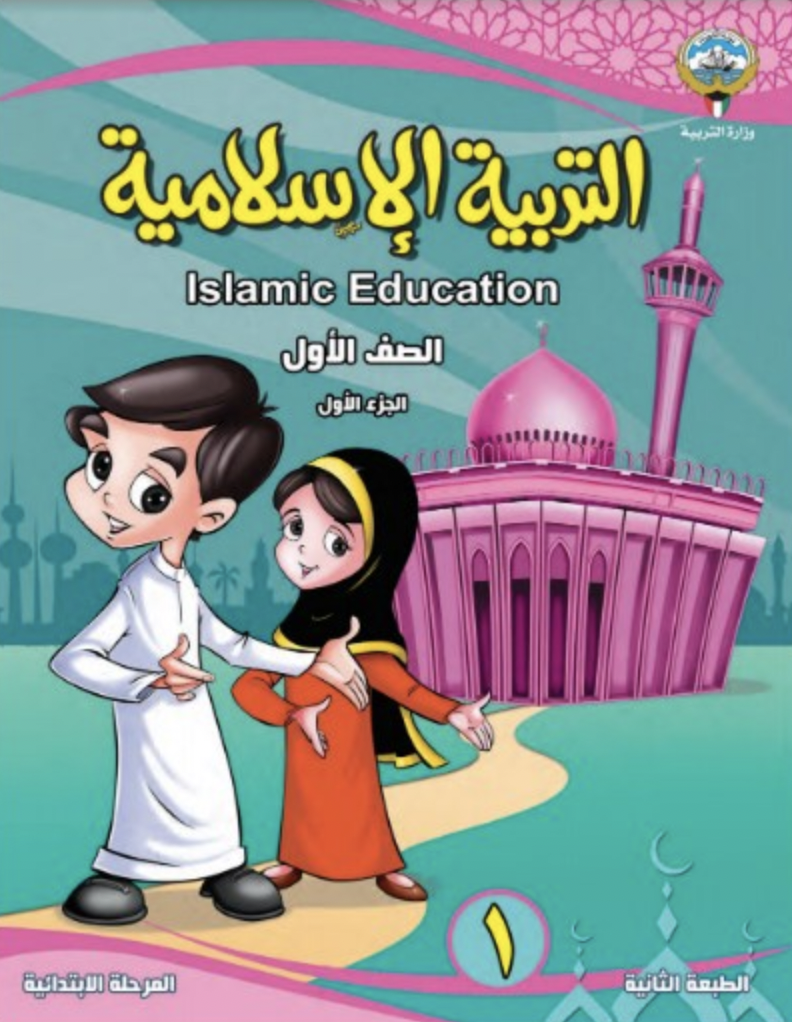 وزارة التربية
التربية الإسلامية
Islamic Education
الصف الأول
الجزء الأول
١
الطبعة الثانية
المرحلة الابتدائية